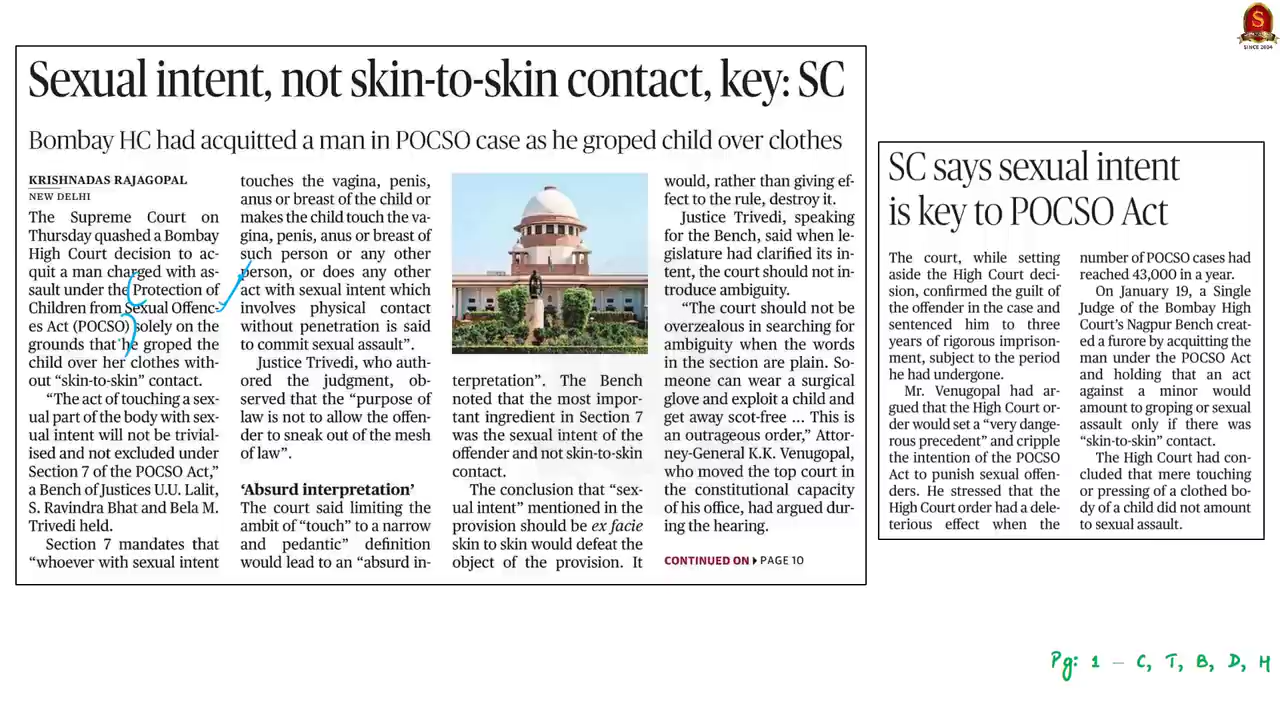 S
SINCE 2004
Sexual intent, not skin-to-skin contact, key: SC
Bombay HC had acquitted a man in POCSO case as he groped child over clothes
KRISHNADAS RAJAGOPAL
NEW DELHI
The Supreme Court on
Thursday quashed a Bombay
High Court decision to ac-
quit a man charged with as-
sault under the Protection of
Children from Sexual Offenc-
es Act (POCSO) solely on the
grounds that he groped the
child over her clothes with-
out “skin-to-skin” contact.
“The act of touching a sex-
ual part of the body with sex-
ual intent will not be trivial-
ised and not excluded under
Section 7 of the POCSO Act,”
a Bench of Justices U.U. Lalit,
S. Ravindra Bhat and Bela M.
Trivedi held.
Section 7 mandates that
“whoever with sexual intent
touches the vagina, penis,
anus or breast of the child or
makes the child touch the va-
gina, penis, anus or breast of
such person or any other
person, or does any other
act with sexual intent which
involves physical contact
without penetration is said
to commit sexual assault”.
Justice Trivedi, who auth-
ored the judgment, ob-
served that the “purpose of
law is not to allow the offen-
der to sneak out of the mesh
of law”.
‘Absurd interpretation’
The court said limiting the
ambit of “touch” to a narrow
and pedantic” definition
would lead to an “absurd in-
terpretation”. The Bench
noted that the most impor-
tant ingredient in Section 7
was the sexual intent of the
offender and not skin-to-skin
contact.
The conclusion that “sex-
ual intent” mentioned in the
provision should be ex facie
skin to skin would defeat the
object of the provision. It
would, rather than giving ef-
fect to the rule, destroy it.
Justice Trivedi, speaking
for the Bench, said when le-
gislature had clarified its in-
tent, the court should not in-
troduce ambiguity.
“The court should not be
overzealous in searching for
ambiguity when the words
in the section are plain. So-
meone can wear a surgical
glove and exploit a child and
get away scot-free ... This is
an outrageous order,” Attor-
ney-General K.K. Venugopal,
who moved the top court in
the constitutional capacity
of his office, had argued dur-
ing the hearing.
CONTINUED ON PAGE 10
SC says sexual intent
is key to POCSO Act
The court, while setting
aside the High Court deci-
sion, confirmed the guilt of
the offender in the case and
sentenced him to three
years of rigorous imprison-
ment, subject to the period
he had undergone.
Mr. Venugopal had ar-
gued that the High Court or-
der would set a “very dange-
rous precedent” and cripple
the intention of the POCSO
Act to punish sexual offen-
ders. He stressed that the
High Court order had a dele-
terious effect when the
number of POCSO cases had
reached 43,000 in a year.
On January 19, a Single
Judge of the Bombay High
Court’s Nagpur Bench creat-
ed a furore by acquitting the
man under the POCSO Act
and holding that an act
against a minor would
amount to groping or sexual
assault only if there was
“skin-to-skin” contact.
The High Court had con-
cluded that mere touching
or pressing of a clothed bo-
dy of a child did not amount
to sexual assault.
Pg: 1 – C, T, B, D, H